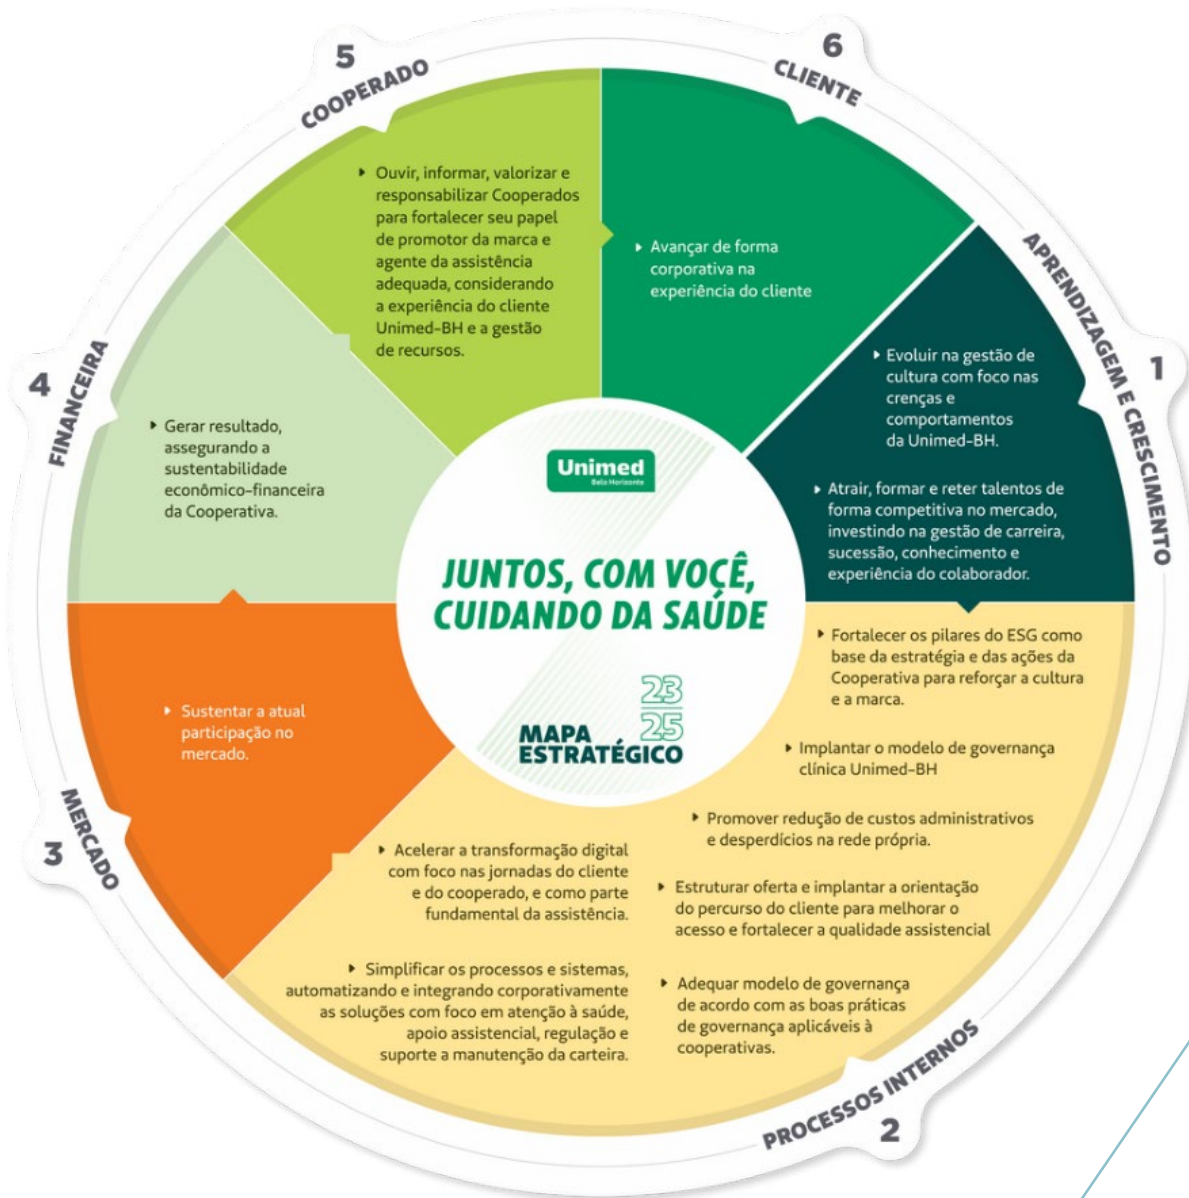 5
COOPERADO
6
CLIENTE
Ouvir, informar, valorizar e
responsabilizar Cooperados
para fortalecer seu papel
de promotor da marca e
agente da assistência
adequada, considerando
a experiência do cliente
Unimed-BH e a gestão
de recursos.
Avançar de forma
corporativa na
experiência do cliente
1
APRENDIZAGEM E CRESCIMENTO
Evoluir na gestão de
cultura com foco nas
crenças e
comportamentos
da Unimed-BH.
Atrair, formar e reter talentos de
forma competitiva no mercado,
investindo na gestão de carreira,
sucessão, conhecimento e
experiência do colaborador.
4
FINANCEIRA
Gerar resultado,
assegurando a
sustentabilidade
econômico-financeira
da Cooperativa.
Unimed
Belo Horizonte
JUNTOS, COM VOCÊ,
CUIDANDO DA SAÚDE
23
25
MAPA
ESTRATÉGICO
3
MERCADO
Sustentar a atual
participação no
mercado.
Fortalecer os pilares do ESG como
base da estratégia e das ações da
Cooperativa para reforçar a cultura
e a marca.
Implantar o modelo de governança
clínica Unimed-BH
Promover redução de custos administrativos
e desperdícios na rede própria.
Estruturar oferta e implantar a orientação
do percurso do cliente para melhorar o
acesso e fortalecer a qualidade assistencial
Adequar modelo de governança
de acordo com as boas práticas
de governança aplicáveis à
cooperativas.
Acelerar a transformação digital
com foco nas jornadas do cliente
e do cooperado, e como parte
fundamental da assistência.
Simplificar os processos e sistemas,
automatizando e integrando corporativamente
as soluções com foco em atenção à saúde,
apoio assistencial, regulação e
suporte a manutenção da carteira.
PROCESSOS INTERNOS
2